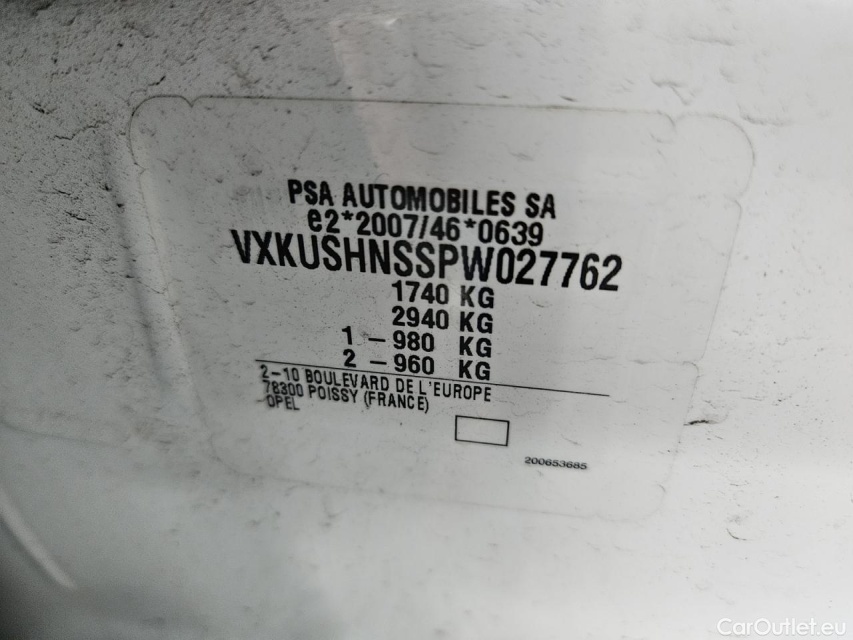 PSA AUTOMOBILES SA
e2*2007/46*0639
VXKUSHNSSPW027762
1740 KG
2940 KG
1 – 980 KG
2 – 960 KG
2–10 BOULEVARD DE L'EUROPE
78300 POISSY (FRANCE)
OPEL
200653685
CarOutlet.eu